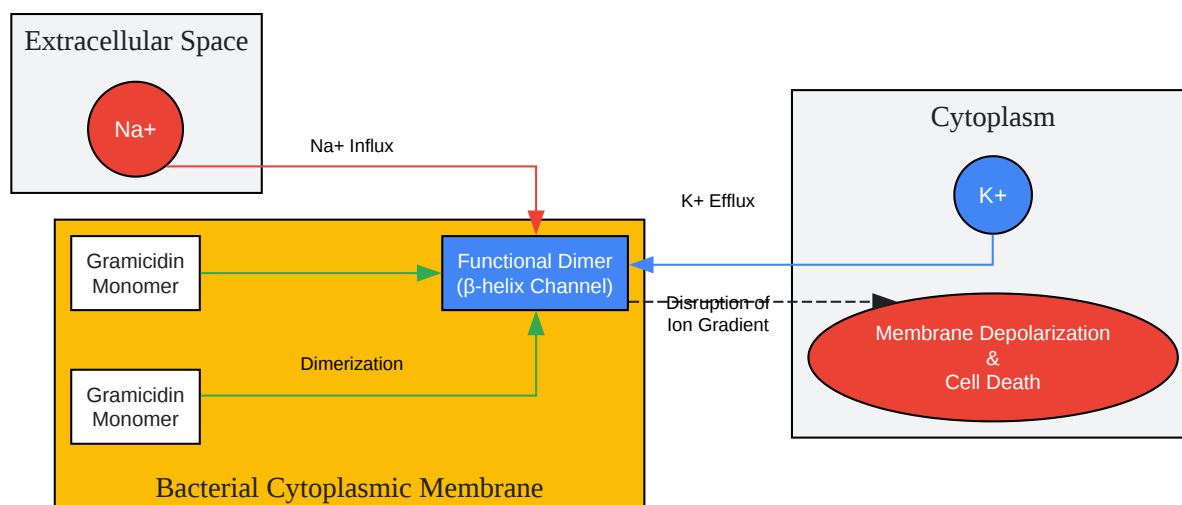 Extracellular Space
Na+
Na+ Influx
Cytoplasm
K+
K+ Efflux
Gramicidin
Monomer
Functional Dimer
(β-helix Channel)
Disruption of
Ion Gradient
Membrane Depolarization
&
Cell Death
Dimerization
Gramicidin
Monomer
Bacterial Cytoplasmic Membrane